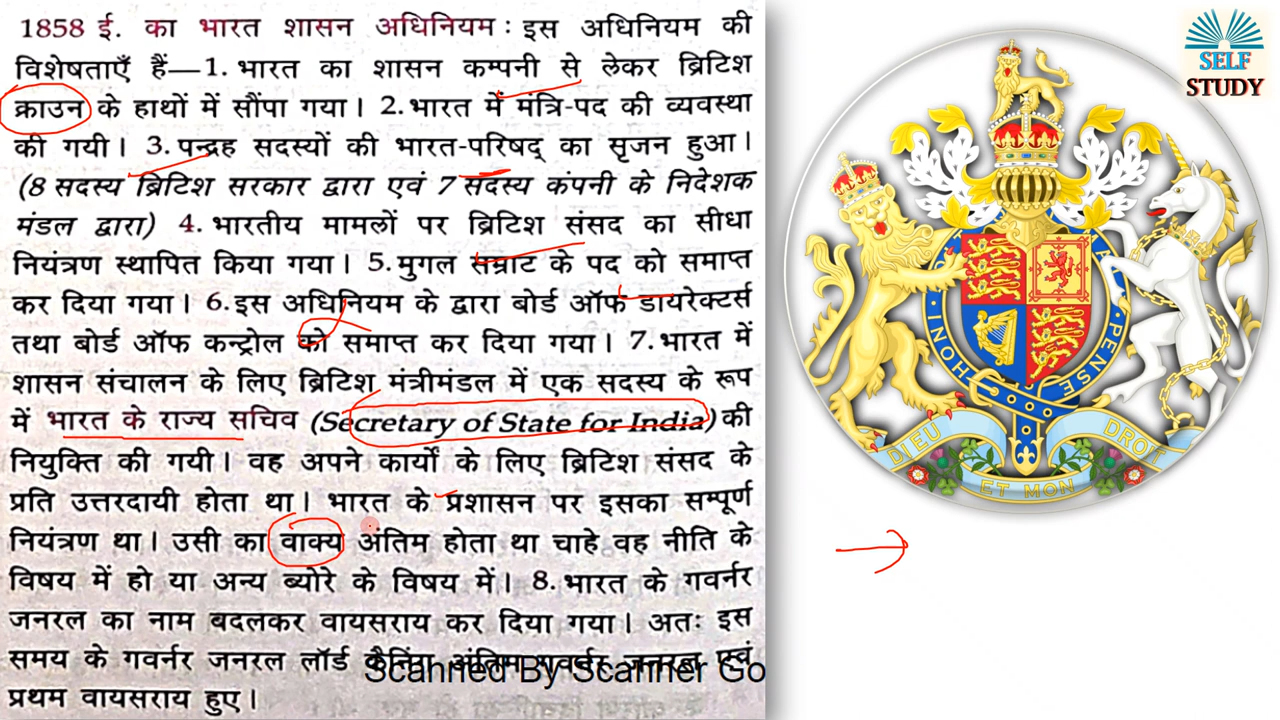 1858 ई. का भारत शासन अधिनियम : इस अधिनियम की
विशेषताएँ हैं—1. भारत का शासन कम्पनी से लेकर ब्रिटिश
क्राउन के हाथों में सौंपा गया। 2. भारत में मंत्रि-पद की व्यवस्था
की गयी। 3. पन्द्रह सदस्यों की भारत-परिषद् का सृजन हुआ।
(8 सदस्य ब्रिटिश सरकार द्वारा एवं 7 सदस्य कंपनी के निदेशक
मंडल द्वारा) 4. भारतीय मामलों पर ब्रिटिश संसद का सीधा
नियंत्रण स्थापित किया गया। 5. मुगल सम्राट के पद को समाप्त
कर दिया गया। 6. इस अधिनियम के द्वारा बोर्ड ऑफ डायरेक्टर्स
तथा बोर्ड ऑफ कन्ट्रोल को समाप्त कर दिया गया। 7. भारत में
शासन संचालन के लिए ब्रिटिश मंत्रीमंडल में एक सदस्य के रूप
में भारत के राज्य सचिव (Secretary of State for India) की
नियुक्ति की गयी। वह अपने कार्यों के लिए ब्रिटिश संसद के
प्रति उत्तरदायी होता था। भारत के प्रशासन पर इसका सम्पूर्ण
नियंत्रण था। उसी का वाक्य अंतिम होता था चाहे वह नीति के
विषय में हो या अन्य ब्योरे के विषय में। 8. भारत के गवर्नर
जनरल का नाम बदलकर वायसराय कर दिया गया। अतः इस
समय के गवर्नर जनरल लॉर्ड कैनिंग अंतिम गवर्नर जनरल एवं
प्रथम वायसराय हुए।
Scanned By Scanner Go
SELF
STUDY
HONI
PENSE
DIEU
ET MON
DROIT